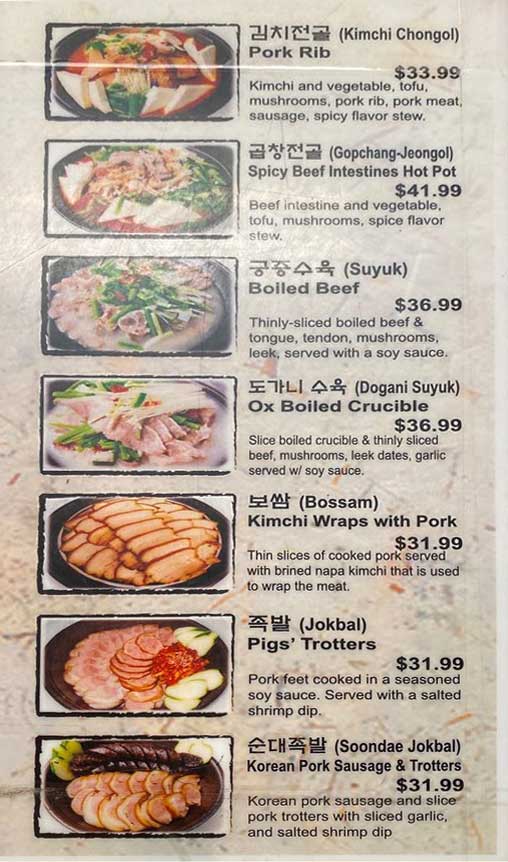 김치전골 (Kimchi Chongol)
Pork Rib
$33.99
Kimchi and vegetable, tofu,
mushrooms, pork rib, pork meat,
sausage, spicy flavor stew.
곱창전골 (Gopchang-Jeongol)
Spicy Beef Intestines Hot Pot
$41.99
Beef intestine and vegetable,
tofu, mushrooms, spice flavor
stew.
궁중수육 (Suyuk)
Boiled Beef
$36.99
Thinly-sliced boiled beef &
tongue, tendon, mushrooms,
leek, served with a soy sauce.
도가니 수육 (Dogani Suyuk)
Ox Boiled Crucible
$36.99
Slice boiled crucible & thinly sliced
beef, mushrooms, leek dates, garlic
served w/ soy sauce.
보쌈 (Bossam)
Kimchi Wraps with Pork
$31.99
Thin slices of cooked pork served
with brined napa kimchi that is used
to wrap the meat.
족발 (Jokbal)
Pigs' Trotters
$31.99
Pork feet cooked in a seasoned
soy sauce. Served with a salted
shrimp dip.
순대족발 (Soondae Jokbal)
Korean Pork Sausage & Trotters
$31.99
Korean pork sausage and slice
pork trotters with sliced garlic,
and salted shrimp dip